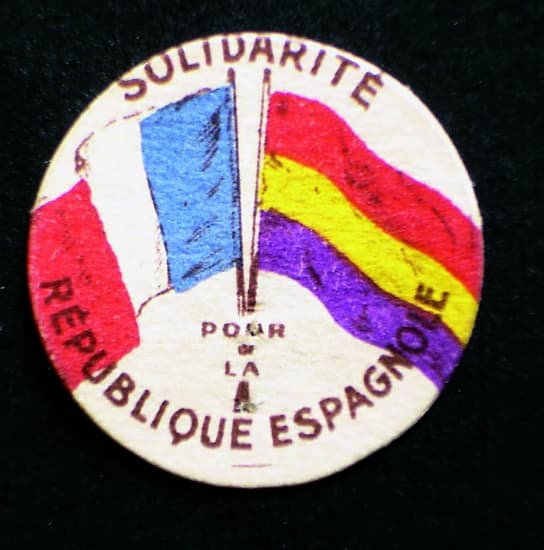 SOLIDARITÉ
POUR
LA
RÉPUBLIQUE ESPAGNOLE